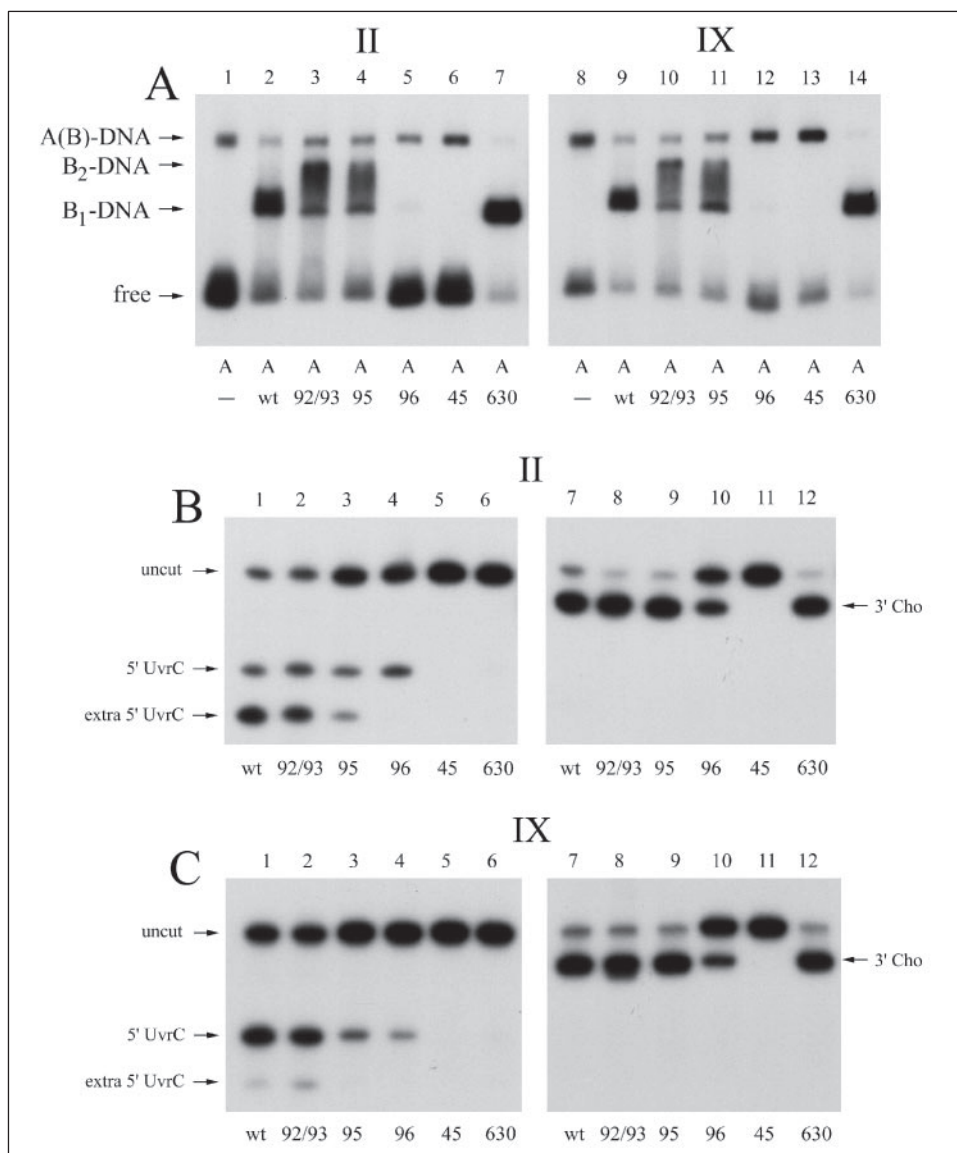 II IX
A
1 2 3 4 5 6 7 8 9 10 11 12 13 14
A(B)-DNA
B2-DNA
B1-DNA
free
A A A A A A A A A A A A A A
— wt 92/93 95 96 45 630 — wt 92/93 95 96 45 630
II
B
1 2 3 4 5 6 7 8 9 10 11 12
uncut
3' Cho
5' UvrC
extra 5' UvrC
wt 92/93 95 96 45 630 wt 92/93 95 96 45 630
IX
C
1 2 3 4 5 6 7 8 9 10 11 12
uncut
3' Cho
5' UvrC
extra 5' UvrC
wt 92/93 95 96 45 630 wt 92/93 95 96 45 630